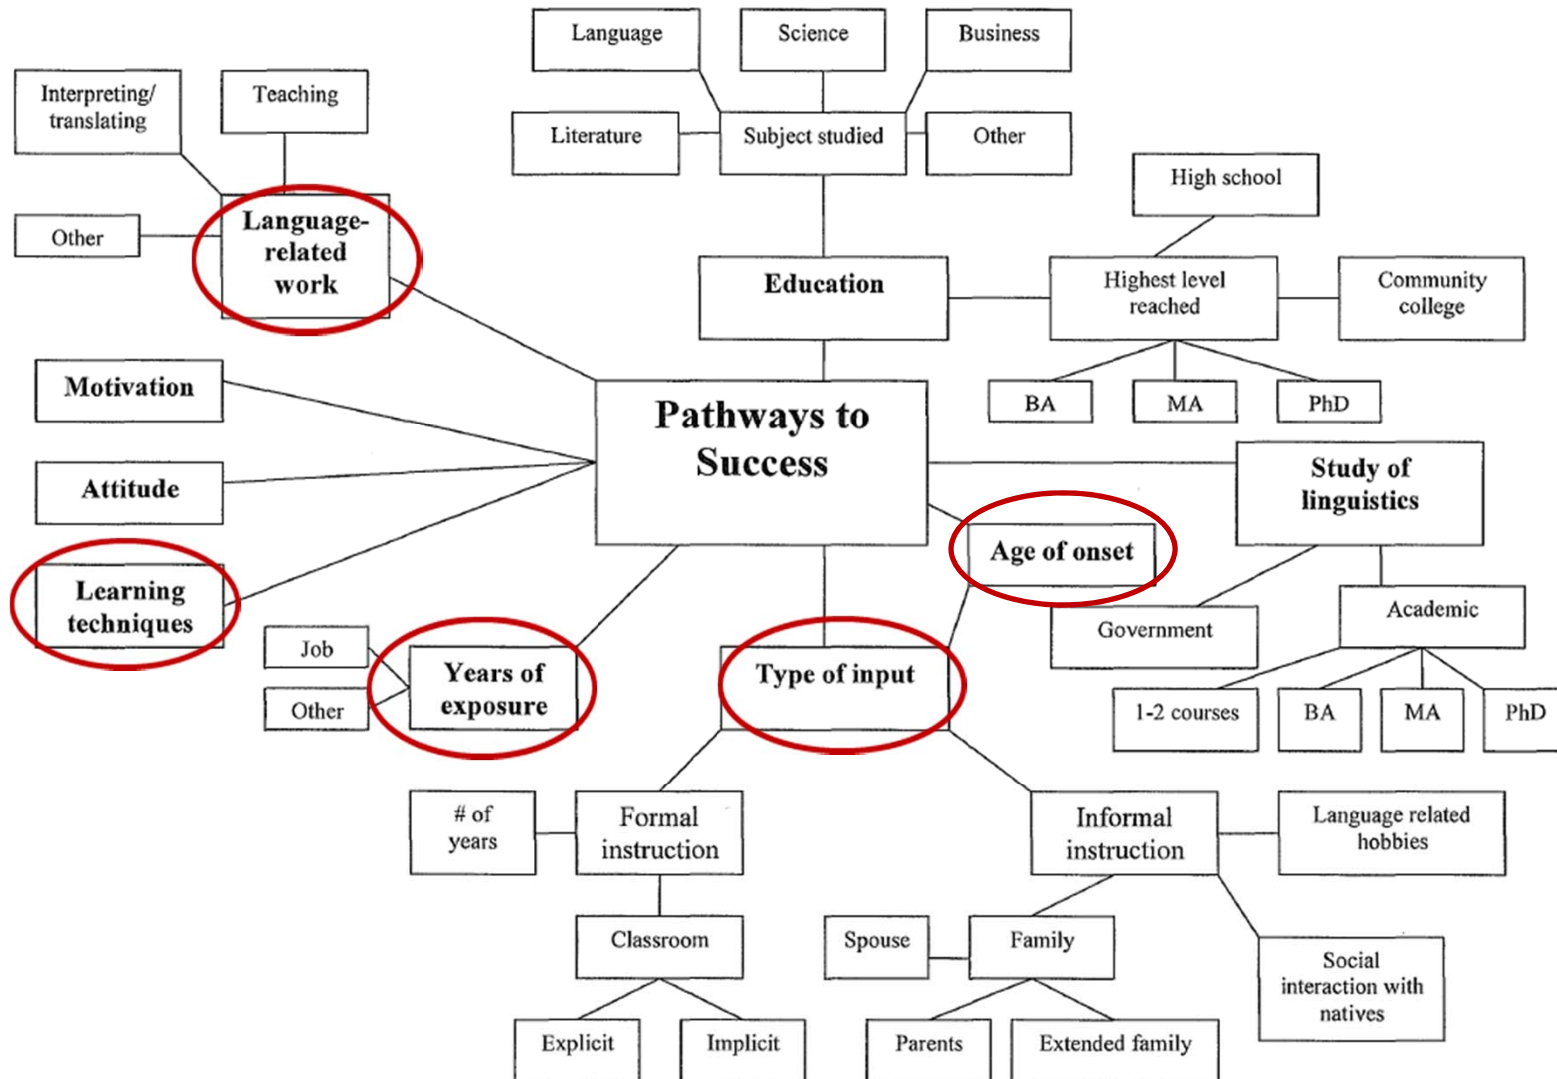 Language
Science
Business
Interpreting/
translating
Teaching
Literature
Subject studied
Other
High school
Language-
related
work
Other
Education
Highest level
reached
Community
college
Motivation
BA
MA
PhD
Pathways to
Success
Attitude
Study of
linguistics
Age of onset
Learning
techniques
Government
Academic
Job
Other
Years of
exposure
Type of input
1-2 courses
BA
MA
PhD
# of
years
Formal
instruction
Informal
instruction
Language related
hobbies
Classroom
Spouse
Family
Social
interaction with
natives
Explicit
Implicit
Parents
Extended family